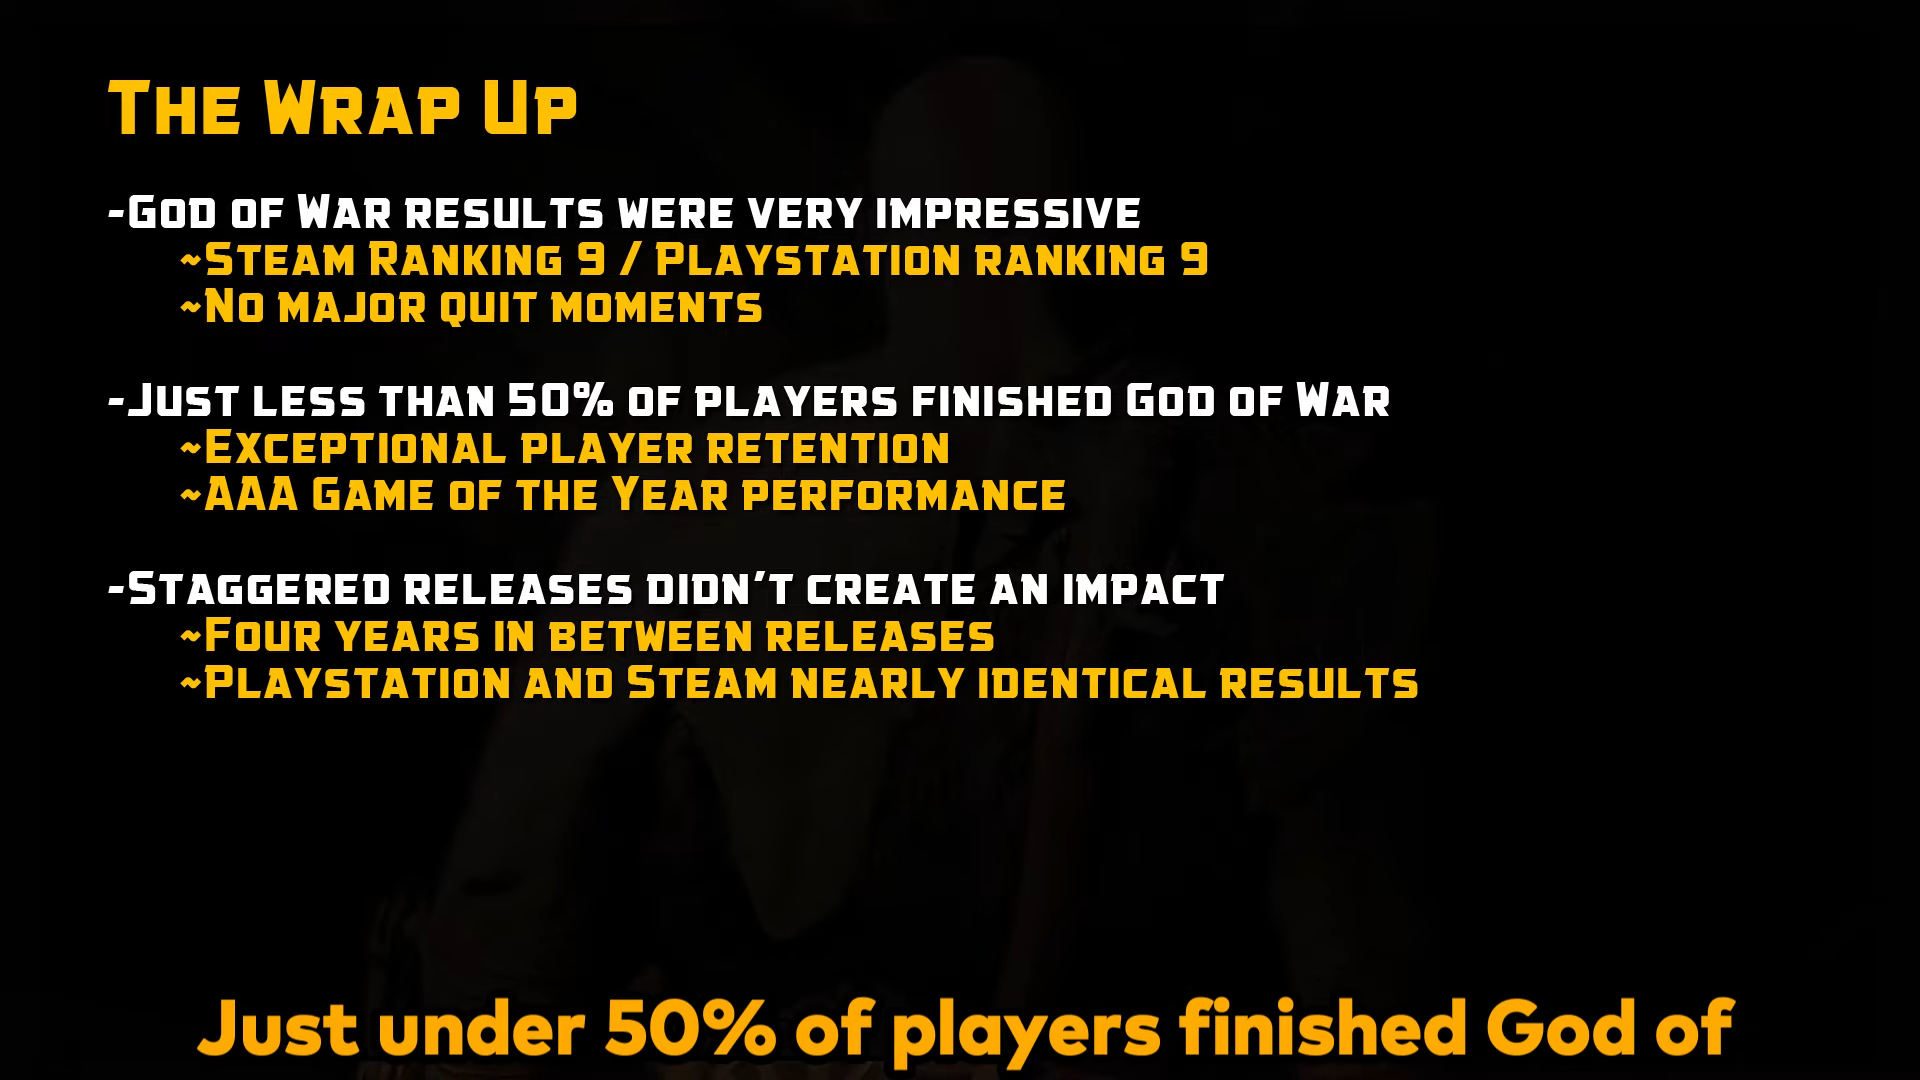 The Wrap Up
-God of War results were very impressive
~Steam Ranking 9 / Playstation ranking 9
~No major quit moments
-Just less than 50% of players finished God of War
~Exceptional player retention
~AAA Game of the Year performance
-Staggered releases didn't create an impact
~Four years in between releases
~Playstation and Steam nearly identical results
Just under 50% of players finished God of